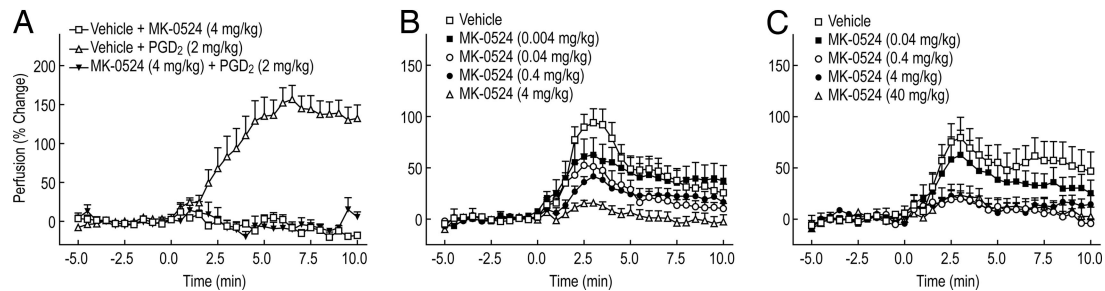 A
Vehicle + MK-0524 (4 mg/kg)
Vehicle + PGD₂ (2 mg/kg)
MK-0524 (4 mg/kg) + PGD₂ (2 mg/kg)
Perfusion (% Change)
200
150
100
50
0
-5.0 -2.5 0.0 2.5 5.0 7.5 10.0
Time (min)
B
Vehicle
MK-0524 (0.004 mg/kg)
MK-0524 (0.04 mg/kg)
MK-0524 (0.4 mg/kg)
MK-0524 (4 mg/kg)
150
100
50
0
-5.0 -2.5 0.0 2.5 5.0 7.5 10.0
Time (min)
C
Vehicle
MK-0524 (0.04 mg/kg)
MK-0524 (0.4 mg/kg)
MK-0524 (4 mg/kg)
MK-0524 (40 mg/kg)
150
100
50
0
-5.0 -2.5 0.0 2.5 5.0 7.5 10.0
Time (min)